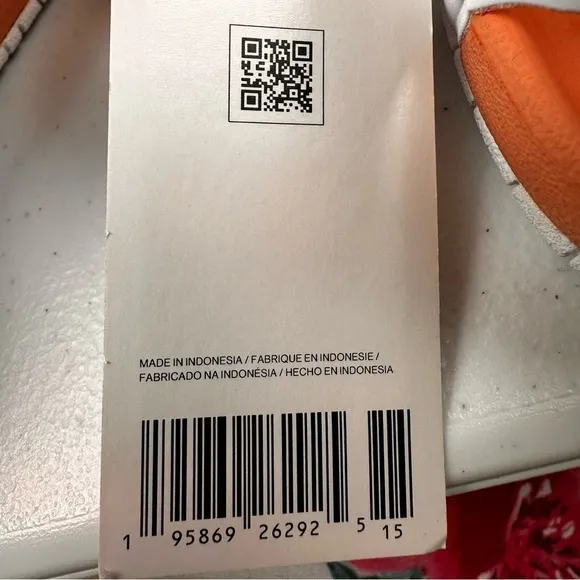 MADE IN INDONESIA / FABRIQUE EN INDONESIE /
FABRICADO NA INDONÉSIA / HECHO EN INDONESIA
1 95869 26292 5 15